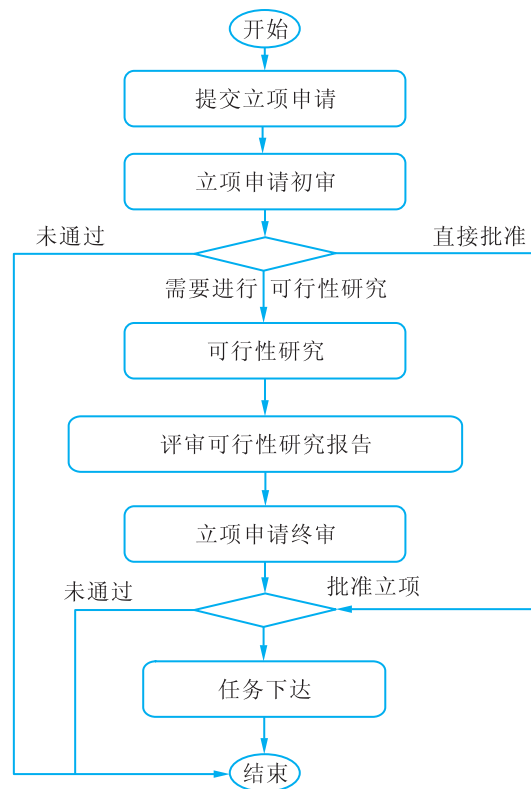 开始
提交立项申请
立项申请初审
未通过
直接批准
需要进行 可行性研究
可行性研究
评审可行性研究报告
立项申请终审
未通过
批准立项
任务下达
结束